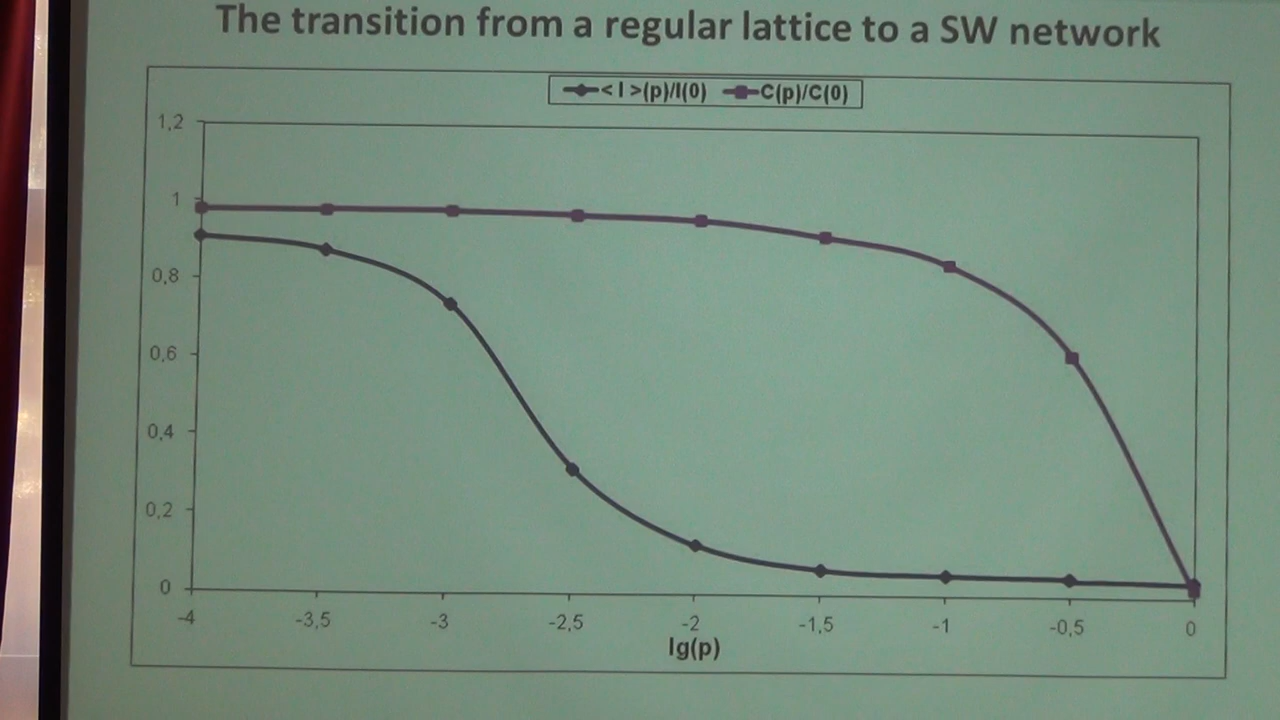 The transition from a regular lattice to a SW network
< l >(p)/l(0) C(p)/C(0)
1,2
1
0,8
0,6
0,4
0,2
0
-4 -3,5 -3 -2,5 -2 -1,5 -1 -0,5 0
lg(p)